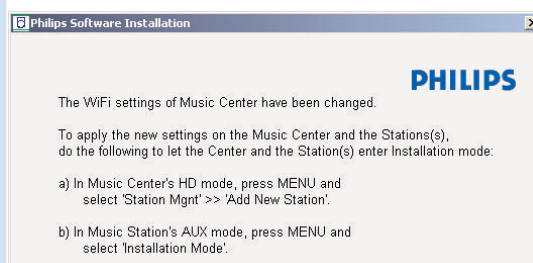 Philips Software Installation
PHILIPS
The WiFi settings of Music Center have been changed.
To apply the new settings on the Music Center and the Stations(s),
do the following to let the Center and the Station(s) enter Installation mode:
a) In Music Center's HD mode, press MENU and
select 'Station Mgnt' >> 'Add New Station'.
b) In Music Station's AUX mode, press MENU and
select 'Installation Mode'.